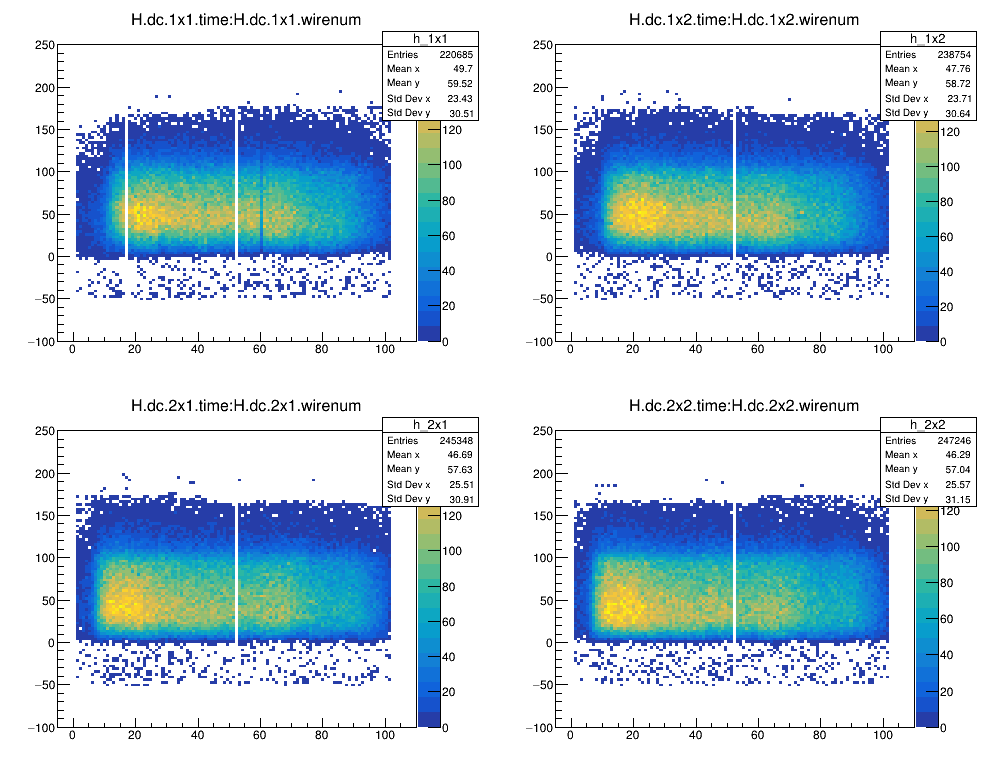 H.dc.1x1.time:H.dc.1x1.wirenum
h_1x1
Entries 220685
Mean x 49.7
Mean y 59.52
Std Dev x 23.43
Std Dev y 30.51
250
200
150
100
50
0
−50
−100
0 20 40 60 80 100
120
100
80
60
40
20
0
H.dc.1x2.time:H.dc.1x2.wirenum
h_1x2
Entries 238754
Mean x 47.76
Mean y 58.72
Std Dev x 23.71
Std Dev y 30.64
250
200
150
100
50
0
−50
−100
0 20 40 60 80 100
120
100
80
60
40
20
0
H.dc.2x1.time:H.dc.2x1.wirenum
h_2x1
Entries 245348
Mean x 46.69
Mean y 57.63
Std Dev x 25.51
Std Dev y 30.91
250
200
150
100
50
0
−50
−100
0 20 40 60 80 100
120
100
80
60
40
20
0
H.dc.2x2.time:H.dc.2x2.wirenum
h_2x2
Entries 247246
Mean x 46.29
Mean y 57.04
Std Dev x 25.57
Std Dev y 31.15
250
200
150
100
50
0
−50
−100
0 20 40 60 80 100
120
100
80
60
40
20
0